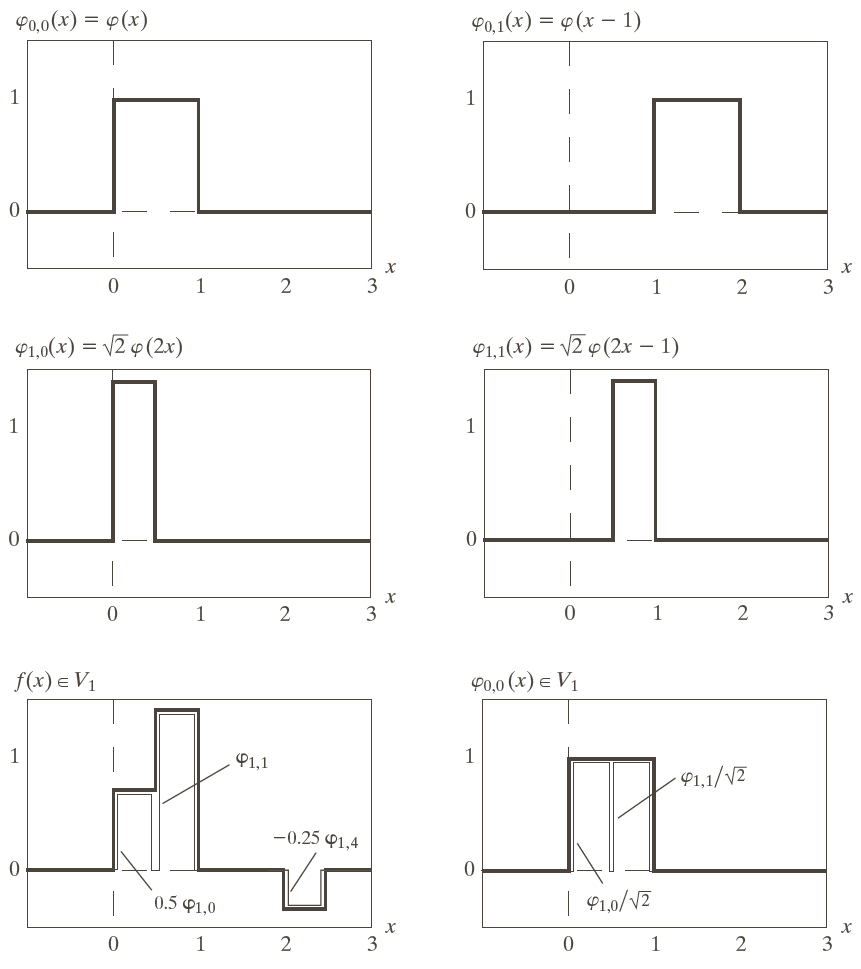 φ₀,₀(x) = φ(x)
1
0
0 1 2 3
x
φ₀,₁(x) = φ(x − 1)
1
0
0 1 2 3
x
φ₁,₀(x) = √2 φ(2x)
1
0
0 1 2 3
x
φ₁,₁(x) = √2 φ(2x − 1)
1
0
0 1 2 3
x
f(x) ∈ V₁
1
φ₁,₁
−0.25 φ₁,₄
0
0.5 φ₁,₀
0 1 2 3
x
φ₀,₀(x) ∈ V₁
1
φ₁,₁/√2
0
φ₁,₀/√2
0 1 2 3
x